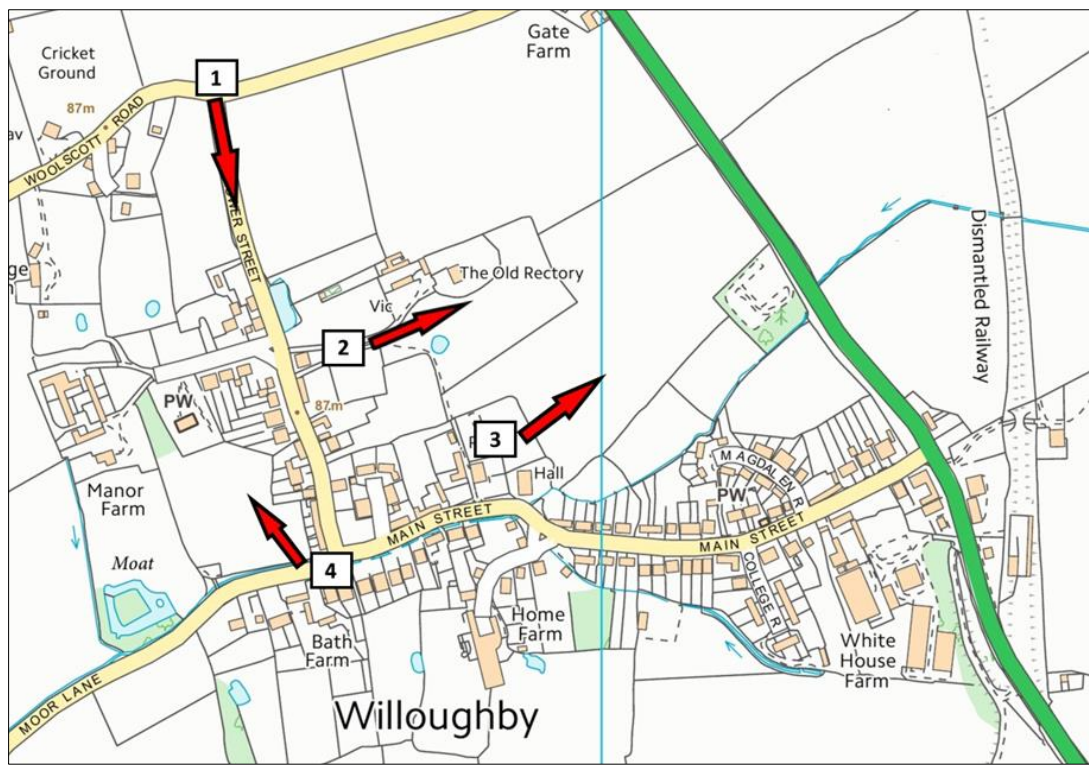 Gate
Farm
Cricket
Ground
1
87m
WOOLSCOTT ROAD
OWER STREET
Dismantled Railway
The Old Rectory
Vic
2
87m
PW
3
Hall
MAGDALEN R
PW
Manor
Farm
MAIN STREET
MAIN STREET
Moat
4
COLLEGE R
Bath
Farm
Home
Farm
White
House
Farm
MOOR LANE
Willoughby